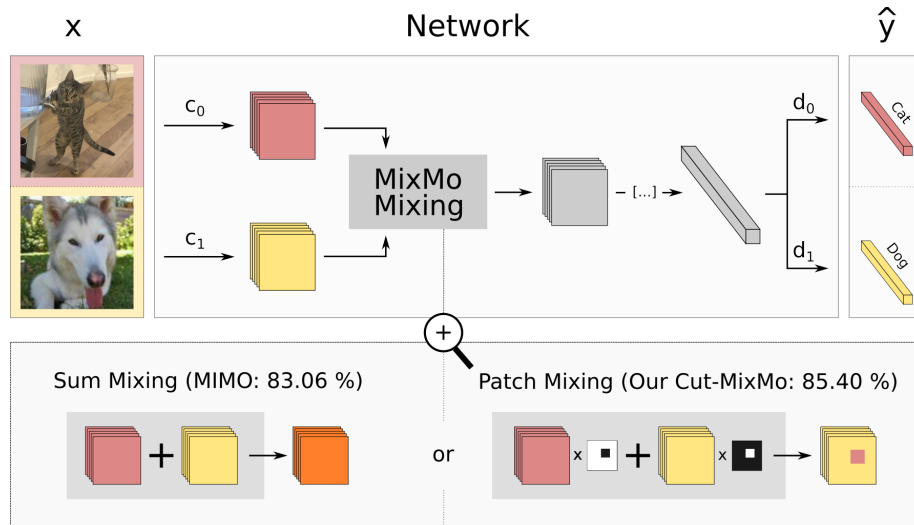 x
Network
ŷ
c₀
c₁
MixMo
Mixing
[...]
d₀
d₁
Cat
Dog
+
Sum Mixing (MIMO: 83.06 %)
Patch Mixing (Our Cut-MixMo: 85.40 %)
+
or
x
+
x